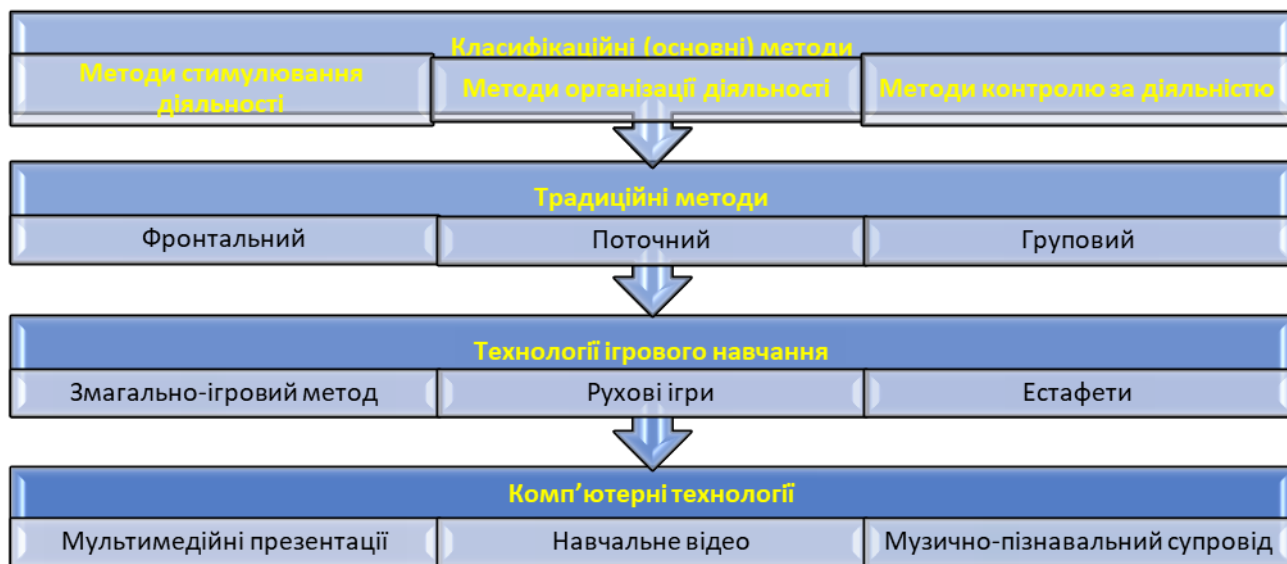 Класифікаційні (основні) методи
Методи стимулювання
діяльності
Методи організації діяльності
Методи контролю за діяльністю
Традиційні методи
Фронтальний
Поточний
Груповий
Технології ігрового навчання
Змагально-ігровий метод
Рухові ігри
Естафети
Комп’ютерні технології
Мультимедійні презентації
Навчальне відео
Музично-пізнавальний супровід